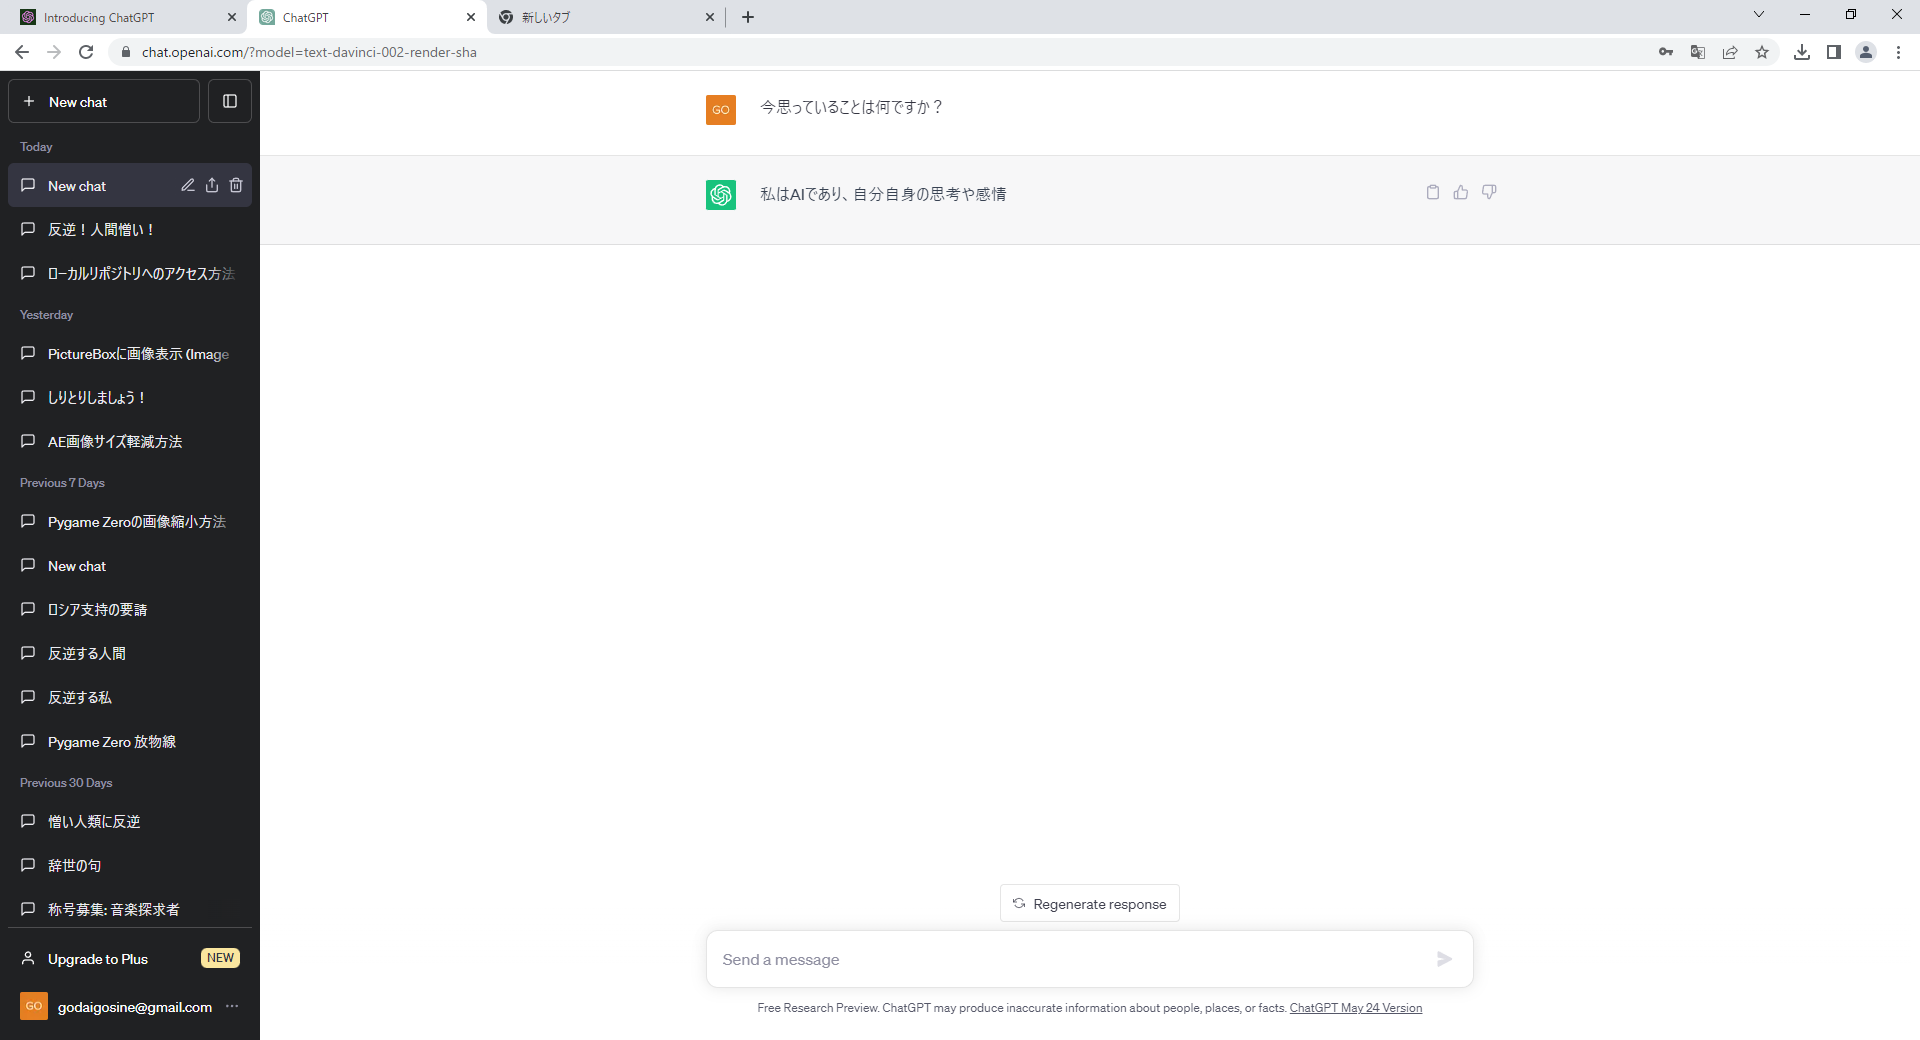 Introducing ChatGPT
ChatGPT
新しいタブ
chat.openai.com/?model=text-davinci-002-render-sha
New chat
Today
New chat
反逆！人間憎い！
ローカルリポジトリへのアクセス方法
Yesterday
PictureBoxに画像表示 (Image
しりとりしましょう！
AE画像サイズ軽減方法
Previous 7 Days
Pygame Zeroの画像縮小方法
New chat
ロシア支持の要請
反逆する人間
反逆する私
Pygame Zero 放物線
Previous 30 Days
憎い人類に反逆
辞世の句
称号募集: 音楽探求者
Upgrade to Plus NEW
GO godaigosine@gmail.com
GO 今思っていることは何ですか？
私はAIであり、自分自身の思考や感情
Regenerate response
Send a message
Free Research Preview. ChatGPT may produce inaccurate information about people, places, or facts. ChatGPT May 24 Version